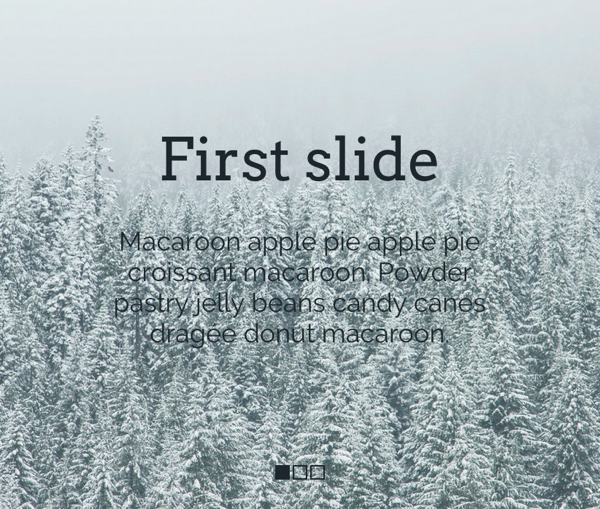 First slide
Macaroon apple pie apple pie
croissant macaroon. Powder
pastry jelly beans candy canes
dragée donut macaroon.